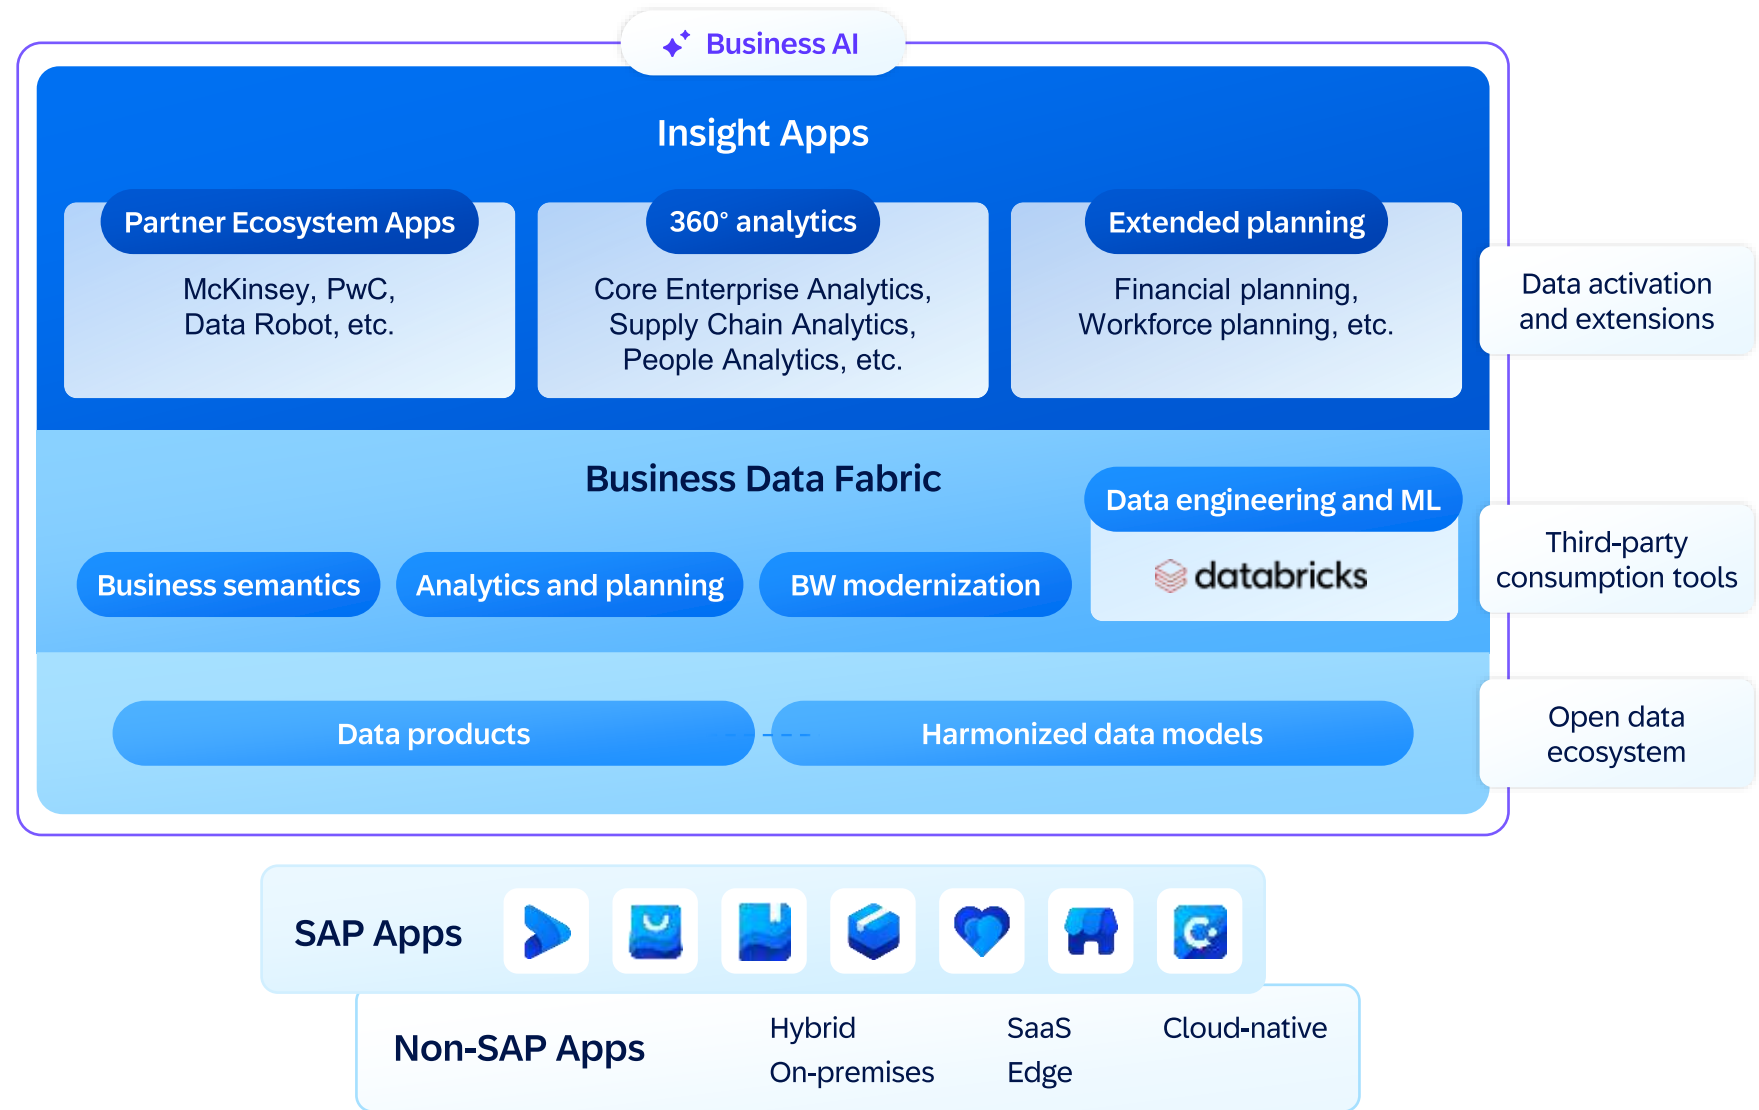 Business AI
Insight Apps
Partner Ecosystem Apps
McKinsey, PwC,
Data Robot, etc.
360° analytics
Core Enterprise Analytics,
Supply Chain Analytics,
People Analytics, etc.
Extended planning
Financial planning,
Workforce planning, etc.
Data activation
and extensions
Business Data Fabric
Business semantics
Analytics and planning
BW modernization
Data engineering and ML
databricks
Third-party
consumption tools
Data products
Harmonized data models
Open data
ecosystem
SAP Apps
Non-SAP Apps
Hybrid
On-premises
SaaS
Edge
Cloud-native